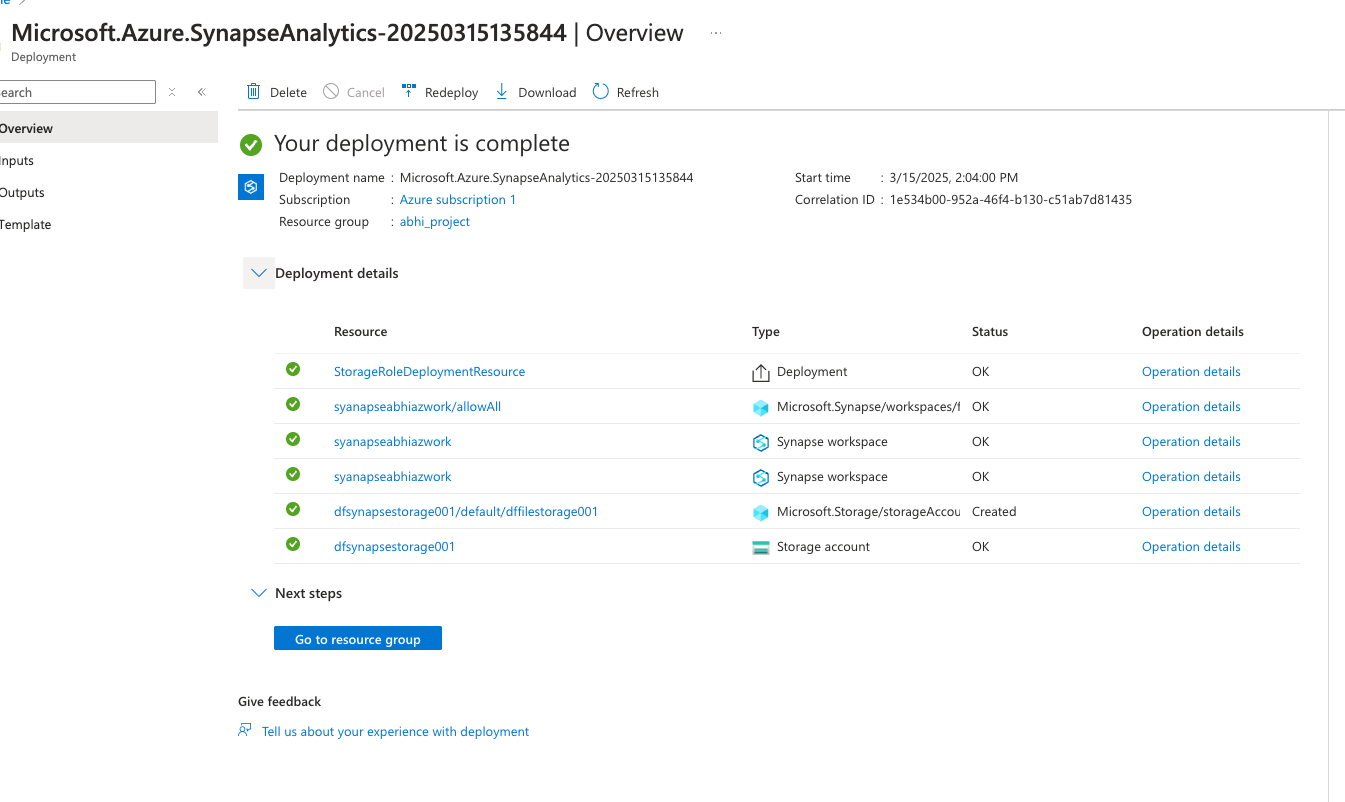 Microsoft.Azure.SynapseAnalytics-20250315135844 | Overview ...
Deployment
earch
Delete Cancel Redeploy Download Refresh
Overview
nputs
Outputs
Template
Your deployment is complete
Deployment name : Microsoft.Azure.SynapseAnalytics-20250315135844
Subscription : Azure subscription 1
Resource group : abhi_project
Start time : 3/15/2025, 2:04:00 PM
Correlation ID : 1e534b00-952a-46f4-b130-c51ab7d81435
Deployment details
Resource Type Status Operation details
StorageRoleDeploymentResource Deployment OK Operation details
syanapseabhiazwork/allowAll Microsoft.Synapse/workspaces/f OK Operation details
syanapseabhiazwork Synapse workspace OK Operation details
syanapseabhiazwork Synapse workspace OK Operation details
dfsynapsestorage001/default/dffilestorage001 Microsoft.Storage/storageAccou Created Operation details
dfsynapsestorage001 Storage account OK Operation details
Next steps
Go to resource group
Give feedback
Tell us about your experience with deployment